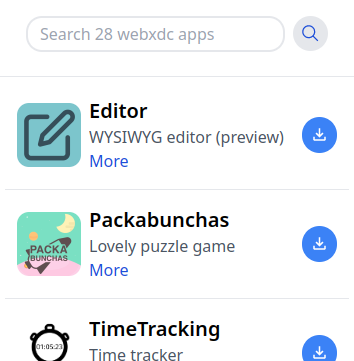 Search 28 webxdc apps
Editor
WYSIWYG editor (preview)
More
PACKA
BUNCHAS
Packabunchas
Lovely puzzle game
More
01:05:23
TimeTracking
Time tracker